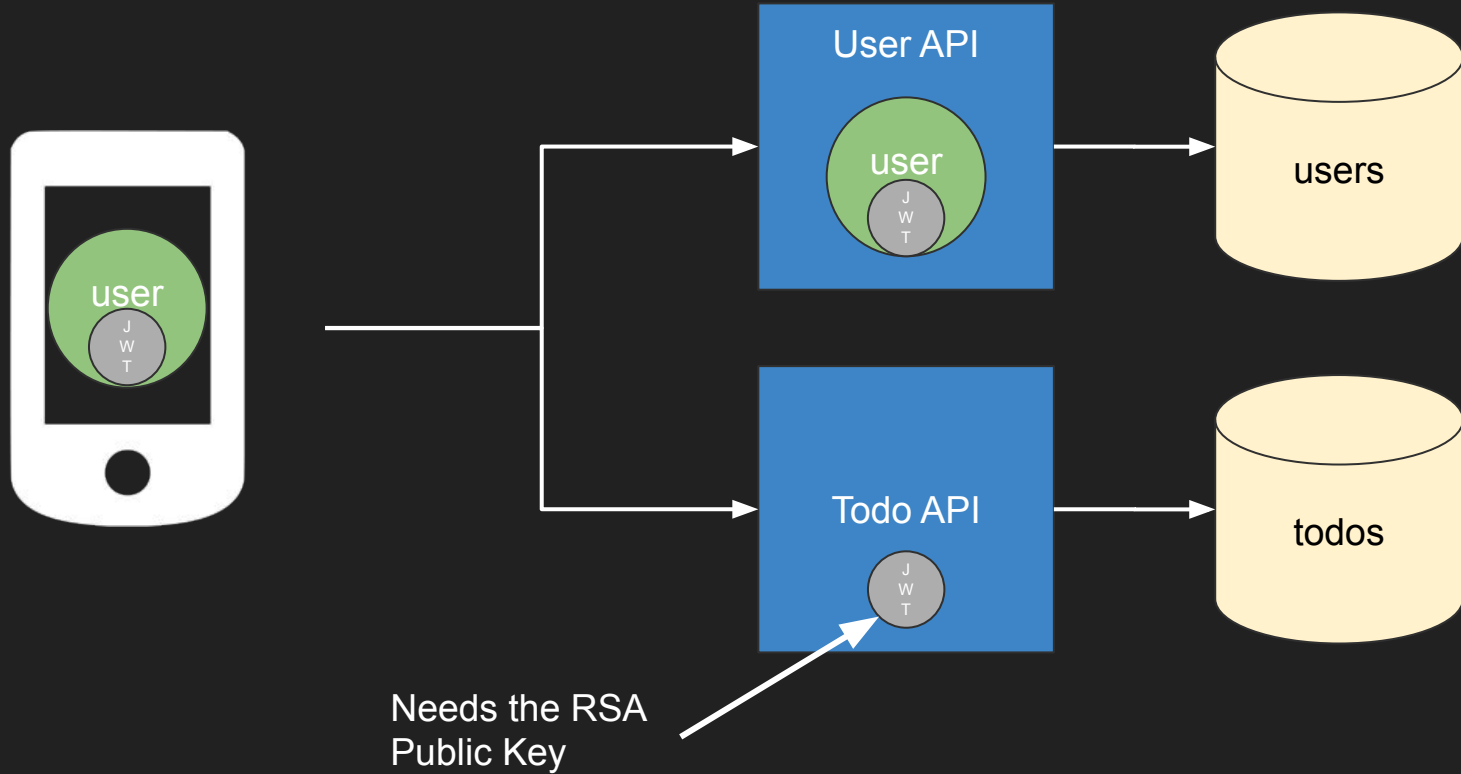 User API
user
J
W
T
users
user
J
W
T
Todo API
J
W
T
todos
Needs the RSA
Public Key